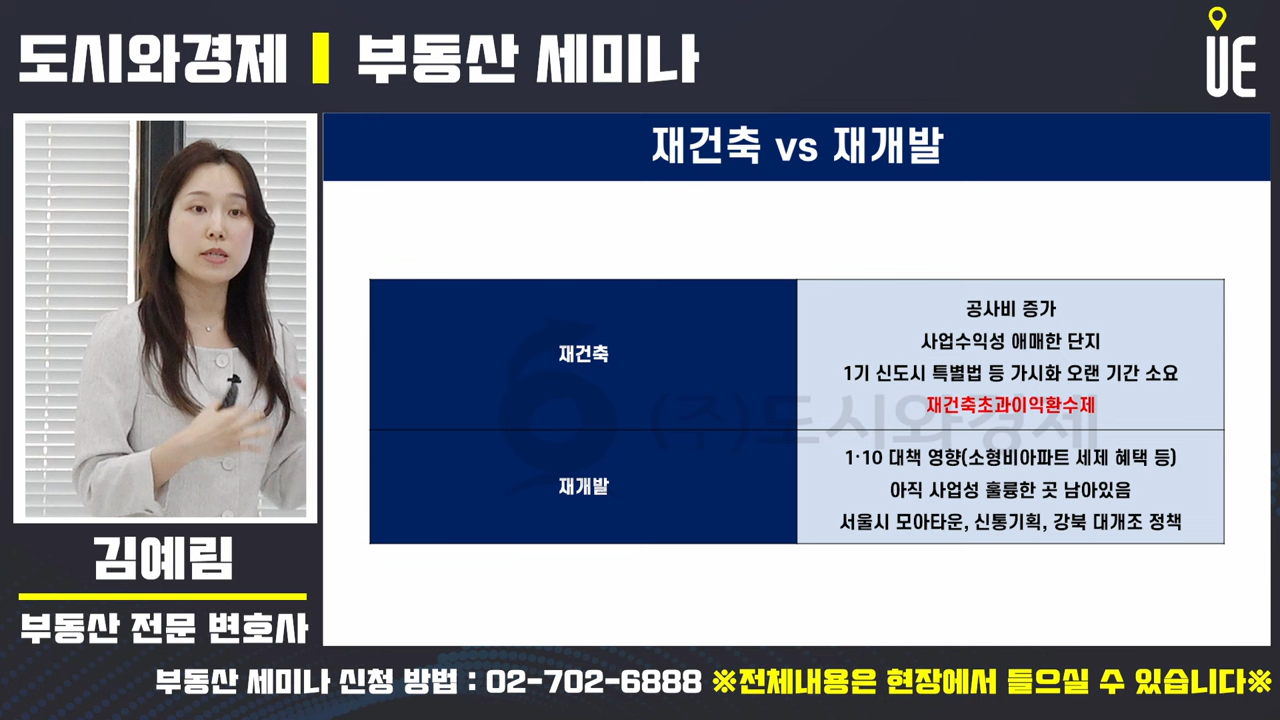 도시와경제 부동산 세미나
UE
재건축 vs 재개발
재건축
공사비 증가
사업수익성 애매한 단지
1기 신도시 특별법 등 가시화 오랜 기간 소요
재건축초과이익환수제
재개발
1·10 대책 영향(소형비아파트 세제 혜택 등)
아직 사업성 훌륭한 곳 남아있음
서울시 모아타운, 신통기획, 강북 대개조 정책
(주)도시와경제
김예림
부동산 전문 변호사
부동산 세미나 신청 방법 : 02-702-6888 ※전체내용은 현장에서 들으실 수 있습니다※